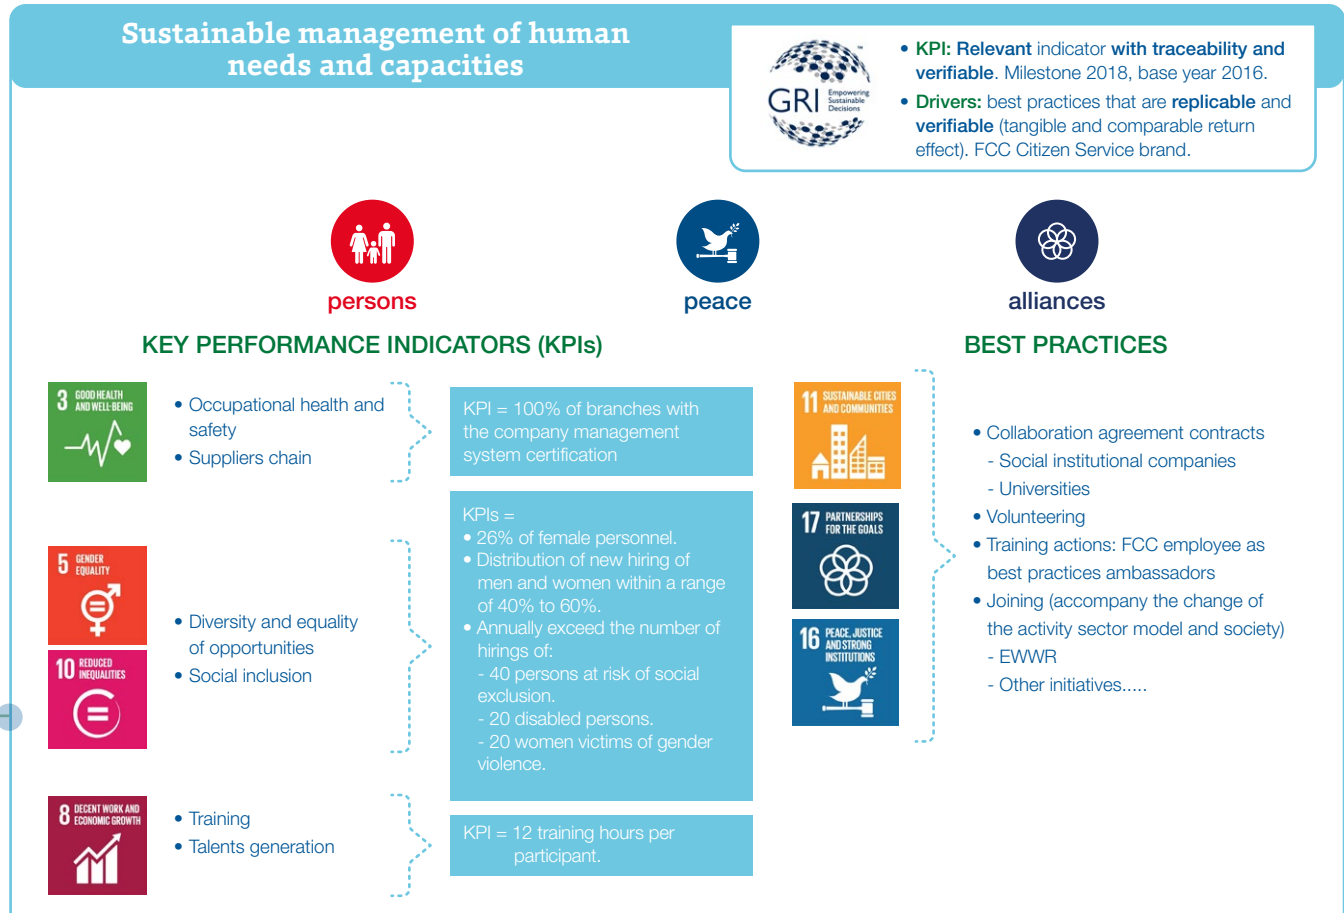 Sustainable management of human
needs and capacities
GRI
Empowering
Sustainable
Decisions
™
• KPI: Relevant indicator with traceability and
verifiable. Milestone 2018, base year 2016.
• Drivers: best practices that are replicable and
verifiable (tangible and comparable return
effect). FCC Citizen Service brand.
persons
peace
alliances
KEY PERFORMANCE INDICATORS (KPIs)
3 GOOD HEALTH
AND WELL-BEING
• Occupational health and
safety
• Suppliers chain
KPI = 100% of branches with
the company management
system certification
5 GENDER
EQUALITY
10 REDUCED
INEQUALITIES
• Diversity and equality
of opportunities
• Social inclusion
KPIs =
• 26% of female personnel.
• Distribution of new hiring of
men and women within a range
of 40% to 60%.
• Annually exceed the number of
hirings of:
- 40 persons at risk of social
exclusion.
- 20 disabled persons.
- 20 women victims of gender
violence.
8 DECENT WORK AND
ECONOMIC GROWTH
• Training
• Talents generation
KPI = 12 training hours per
participant.
BEST PRACTICES
11 SUSTAINABLE CITIES
AND COMMUNITIES
17 PARTNERSHIPS
FOR THE GOALS
16 PEACE, JUSTICE
AND STRONG
INSTITUTIONS
• Collaboration agreement contracts
- Social institutional companies
- Universities
• Volunteering
• Training actions: FCC employee as
best practices ambassadors
• Joining (accompany the change of
the activity sector model and society)
- EWWR
- Other initiatives.....